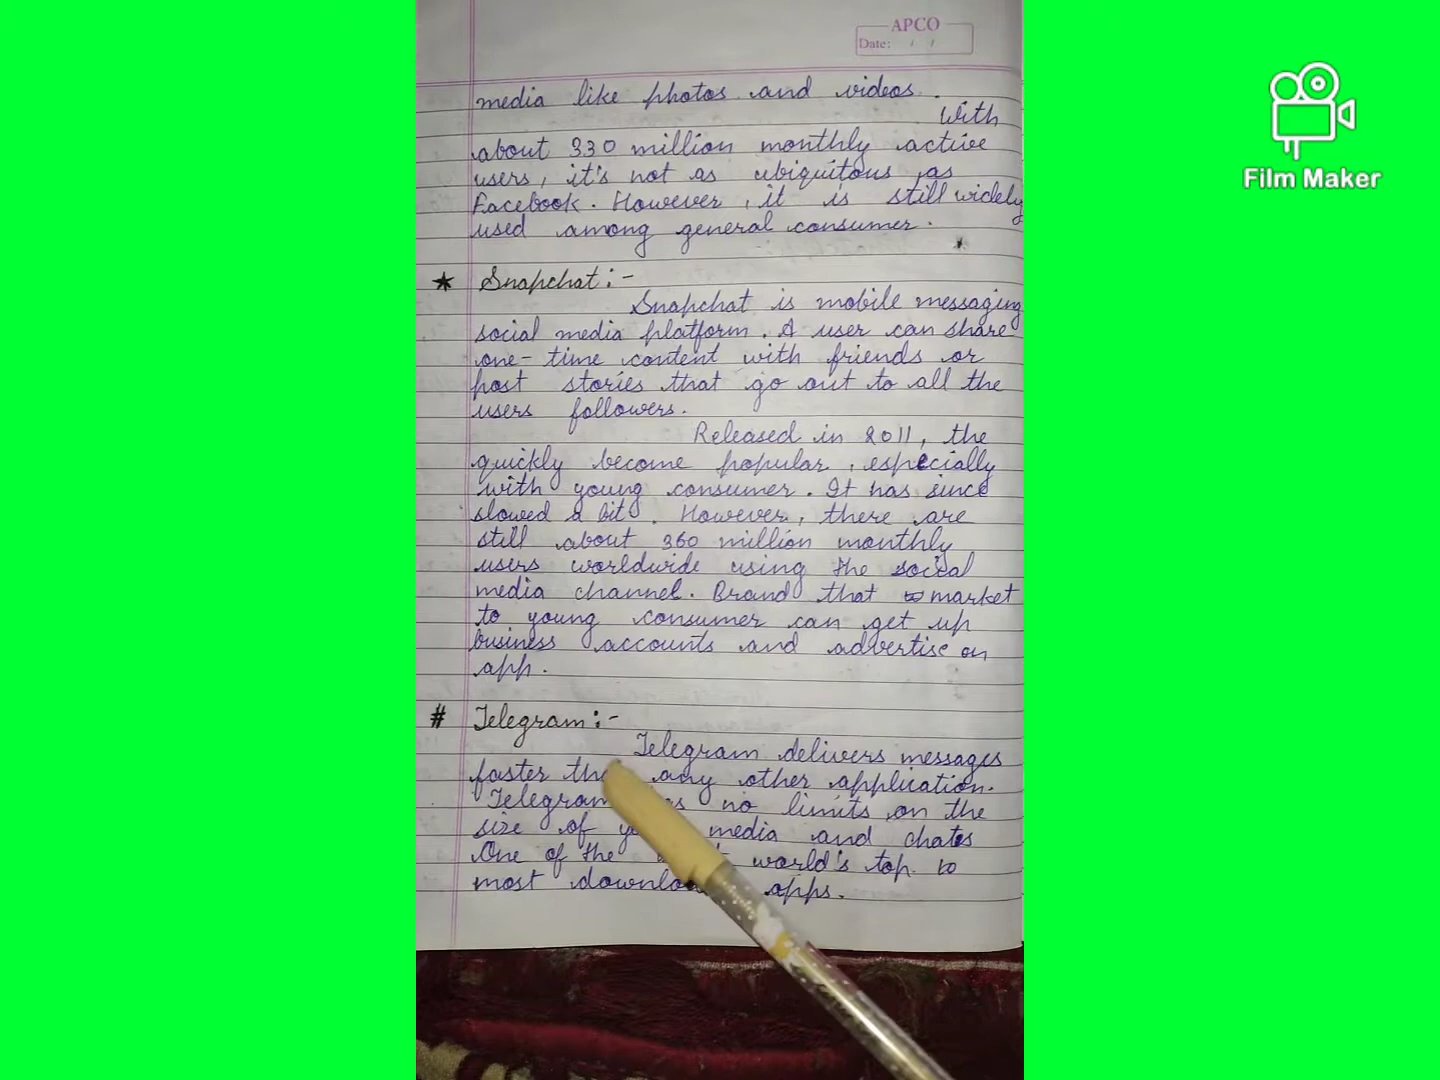 APCO
Date: / /
media like photos and videos.
with
about 330 million monthly active
users, it's not as ubiquitous as
Facebook. However, it is still widely
used among general consumer.
★ Snapchat:-
Snapchat is mobile messaging
social media platform. A user can share
one-time content with friends or
post stories that go out to all the
users followers.
Released in 2011, the
quickly become popular, especially
with young consumer. It has since
slowed a bit. However, there are
still about 360 million monthly
users worldwide using the social
media channel. Brand that market
to young consumer can get up
business accounts and advertise on
app.
# Telegram:-
Telegram delivers messages
faster any other application.
Telegram no limits on the
size of media and chats
One of the world's top 10
most apps.
Film Maker